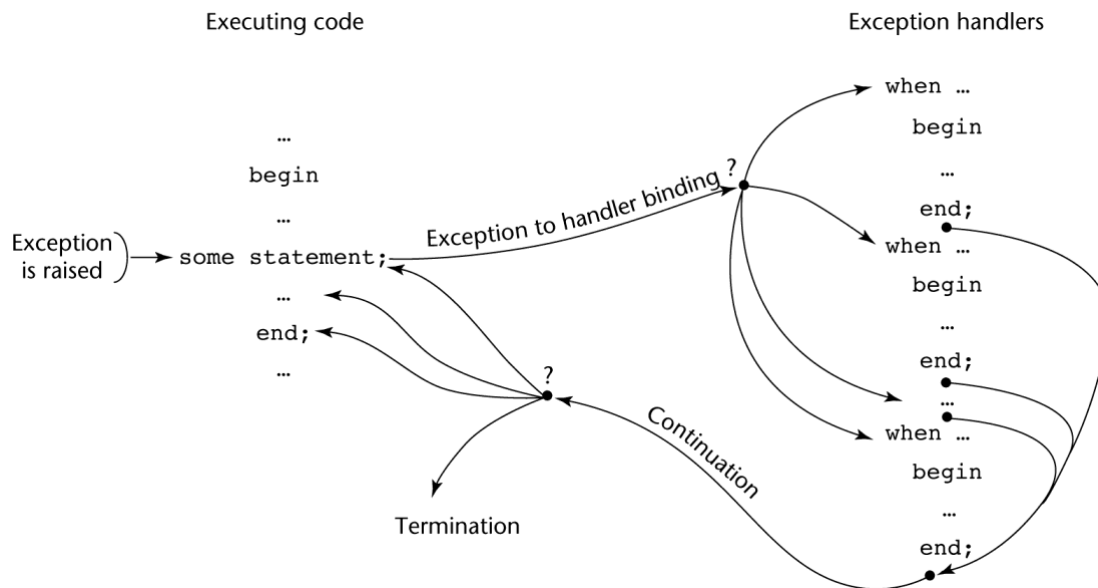 Executing code
Exception handlers
…
begin
…
Exception
is raised
some statement;
…
end;
…
Exception to handler binding
?
when …
begin
…
end;
when …
begin
…
end;
…
when …
begin
…
end;
?
Continuation
Termination